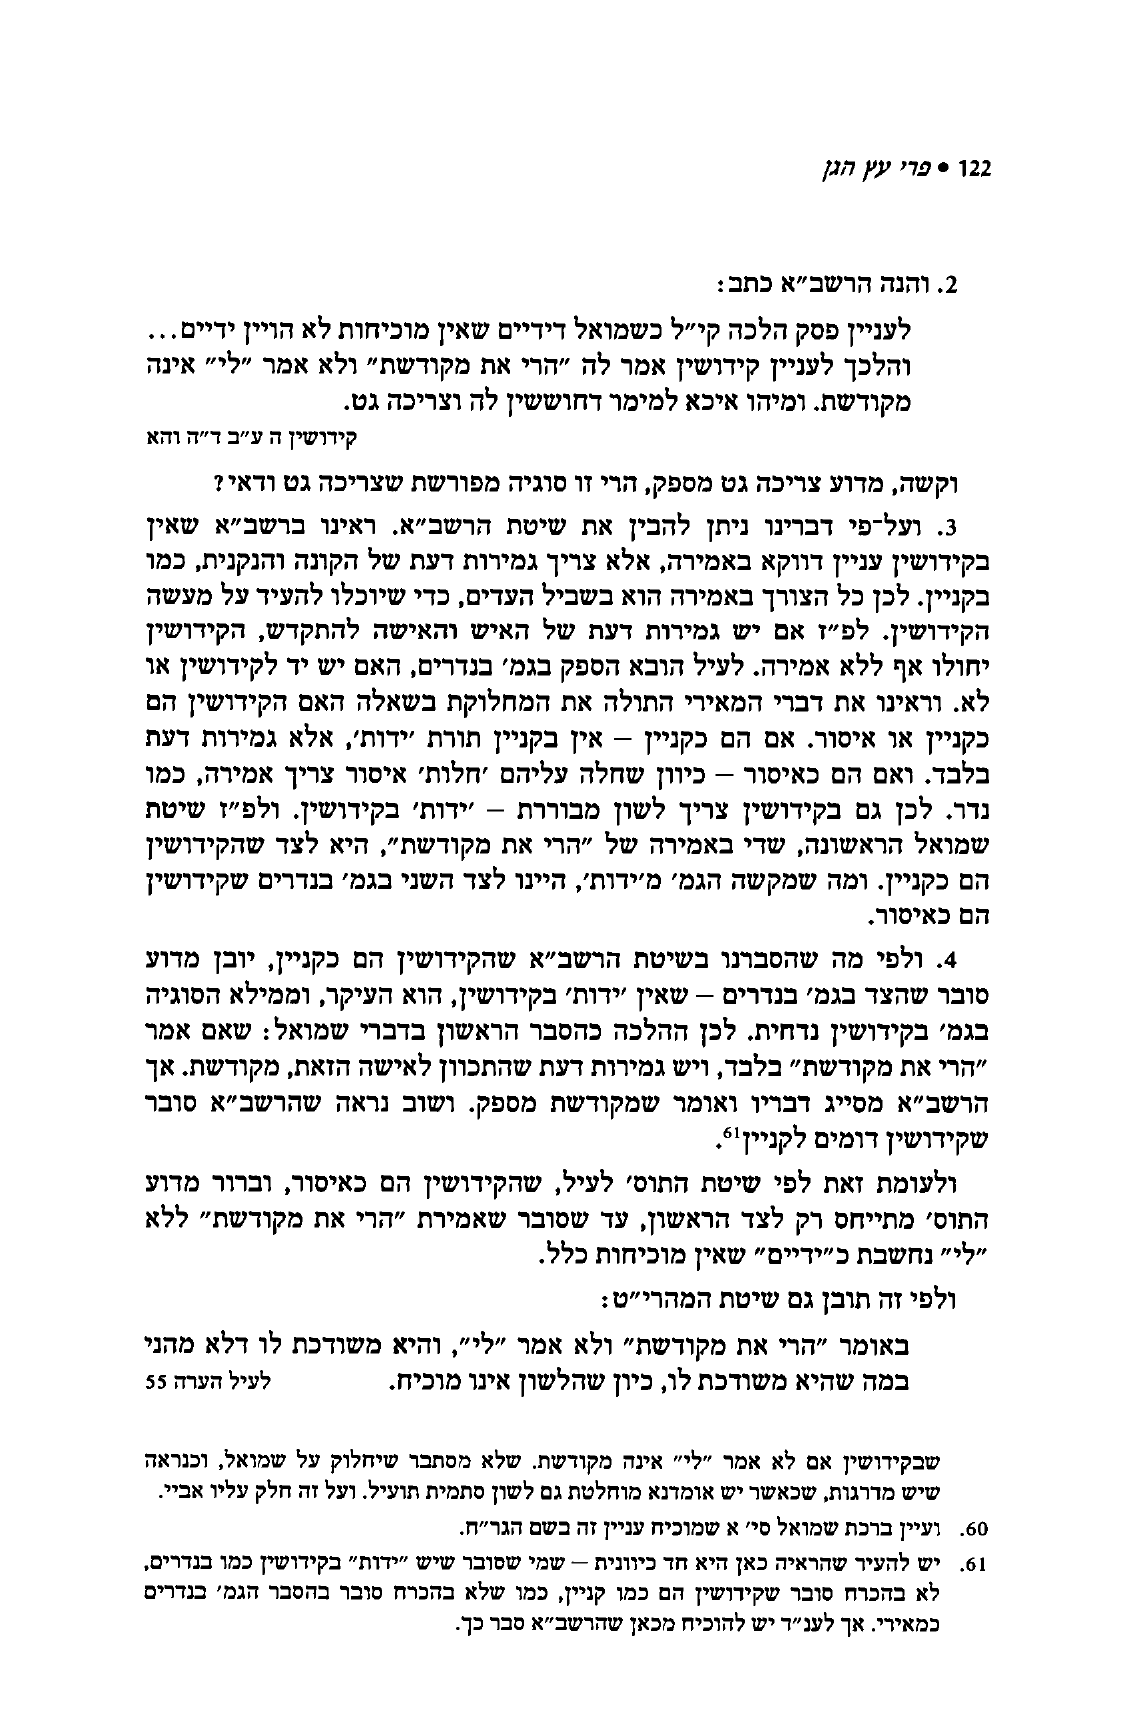 122 • פרי עץ הגן
2. והנה הרשב״א כתב:
לעניין פסק הלכה קי״ל כשמואל דידיים שאין מוכיחות לא הויין ידיים...
והלכך לעניין קידושין אמר לה ״הרי את מקודשת״ ולא אמר ״לי״ אינה
מקודשת. ומיהו איכא למימר דחוששין לה וצריכה גט.
קידושין ה ע״ב ד״ה והא
וקשה, מדוע צריכה גט מספק, הרי זו סוגיה מפורשת שצריכה גט ודאי?
3. ועל־פי דברינו ניתן להבין את שיטת הרשב״א. ראינו ברשב״א שאין
בקידושין עניין דווקא באמירה, אלא צריך גמירות דעת של הקונה והנקנית, כמו
בקניין. לכן כל הצורך באמירה הוא בשביל העדים, כדי שיוכלו להעיד על מעשה
הקידושין. לפ״ז אם יש גמירות דעת של האיש והאישה להתקדש, הקידושין
יחולו אף ללא אמירה. לעיל הובא הספק בגמ׳ בנדרים, האם יש יד לקידושין או
לא. וראינו את דברי המאירי התולה את המחלוקת בשאלה האם הקידושין הם
כקניין או איסור. אם הם כקניין – אין בקניין תורת ׳ידות׳, אלא גמירות דעת
בלבד. ואם הם כאיסור – כיוון שחלה עליהם ׳חלות׳ איסור צריך אמירה, כמו
נדר. לכן גם בקידושין צריך לשון מבוררת – ׳ידות׳ בקידושין. ולפ״ז שיטת
שמואל הראשונה, שדי באמירה של ״הרי את מקודשת״, היא לצד שהקידושין
הם כקניין. ומה שמקשה הגמ׳ מ׳ידות׳, היינו לצד השני בגמ׳ בנדרים שקידושין
הם כאיסור.
4. ולפי מה שהסברנו בשיטת הרשב״א שהקידושין הם כקניין, יובן מדוע
סובר שהצד בגמ׳ בנדרים – שאין ׳ידות׳ בקידושין, הוא העיקר, וממילא הסוגיה
בגמ׳ בקידושין נדחית. לכן ההלכה כהסבר הראשון בדברי שמואל: שאם אמר
״הרי את מקודשת״ בלבד, ויש גמירות דעת שהתכוון לאישה הזאת, מקודשת. אך
הרשב״א מסייג דבריו ואומר שמקודשת מספק. ושוב נראה שהרשב״א סובר
שקידושין דומים לקניין61.
ולעומת זאת לפי שיטת התוס׳ לעיל, שהקידושין הם כאיסור, וברור מדוע
התוס׳ מתייחס רק לצד הראשון, עד שסובר שאמירת ״הרי את מקודשת״ ללא
״לי״ נחשבת כ״ידיים״ שאין מוכיחות כלל.
ולפי זה תובן גם שיטת המהרי״ט:
באומר ״הרי את מקודשת״ ולא אמר ״לי״, והיא משודכת לו דלא מהני
במה שהיא משודכת לו, כיון שהלשון אינו מוכיח. לעיל הערה 55
שבקידושין אם לא אמר ״לי״ אינה מקודשת. שלא מסתבר שיחלוק על שמואל, וכנראה
שיש מדרגות, שכאשר יש אומדנא מוחלטת גם לשון סתמית תועיל. ועל זה חלק עליו אביי.
60. ועיין ברכת שמואל סי׳ א שמוכיח עניין זה בשם הגר״ח.
61. יש להעיר שהראיה כאן היא חד כיוונית – שמי שסובר שיש ״ידות״ בקידושין כמו בנדרים,
לא בהכרח סובר שקידושין הם כמו קניין, כמו שלא בהכרח סובר בהסבר הגמ׳ בנדרים
כמאירי. אך לענ״ד יש להוכיח מכאן שהרשב״א סבר כך.